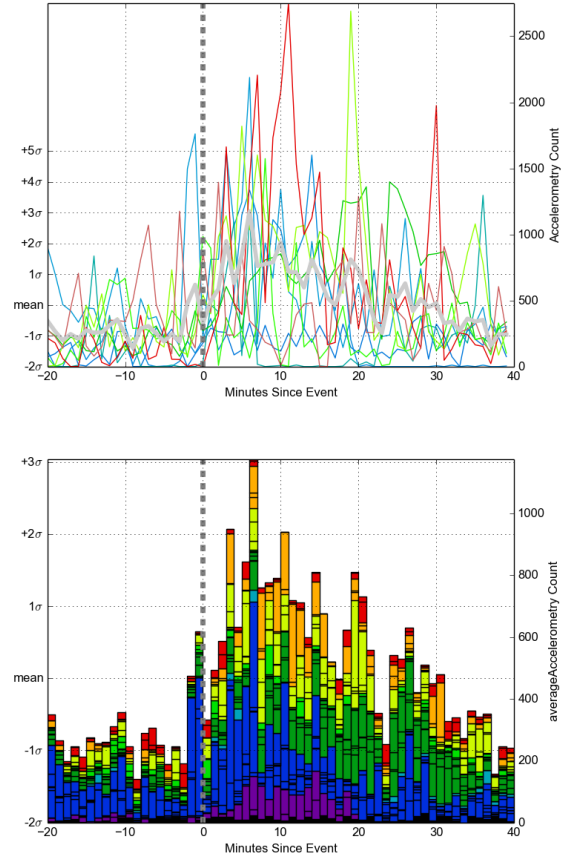 2500
2000
+5σ
1500
+4σ
+3σ
1000
+2σ
1σ
mean
500
-1σ
-2σ
0
−20
−10
0
10
20
30
40
Minutes Since Event
Accelerometry Count
+3σ
1000
+2σ
800
1σ
600
mean
400
-1σ
200
-2σ
0
−20
−10
0
10
20
30
40
Minutes Since Event
averageAccelerometry Count